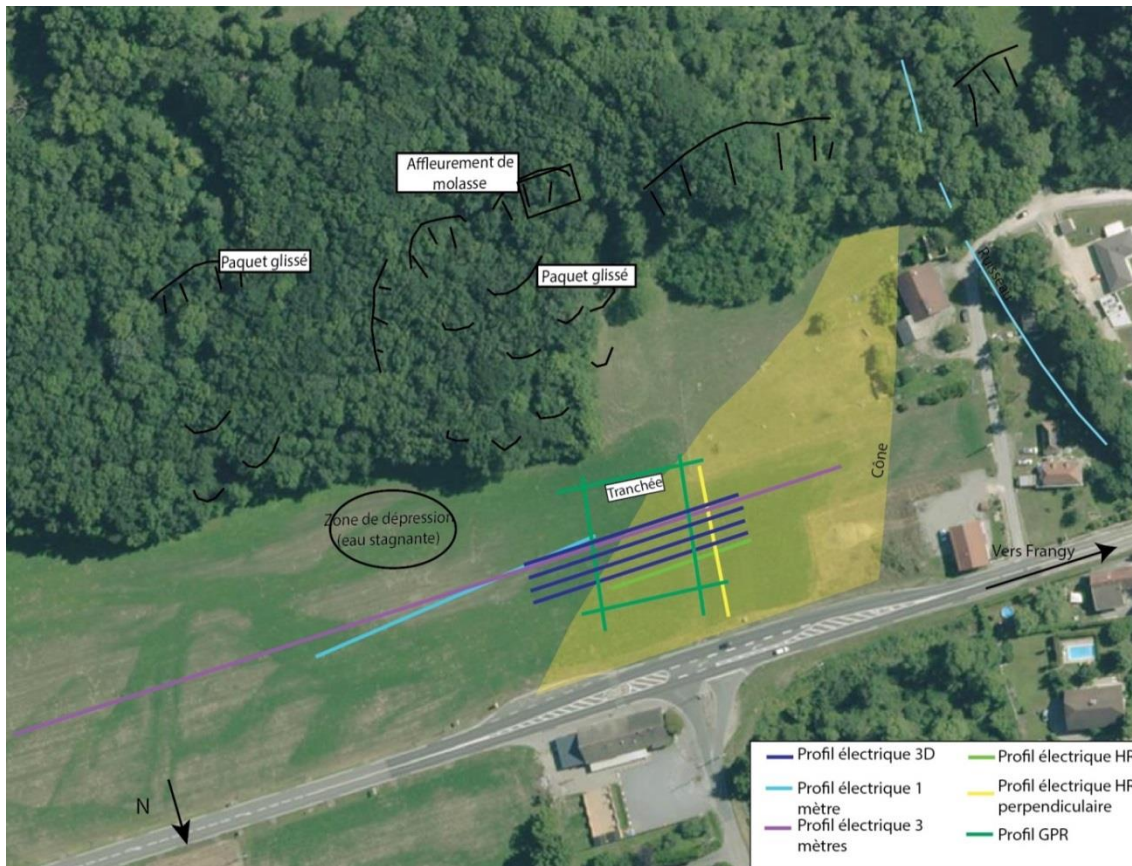 Affleurement de
molasse
Paquet glissé
Paquet glissé
Ruisseau
Tranchée
Cône
Zone de dépression
(eau stagnante)
Vers Frangy
N
Profil électrique 3D
Profil électrique 1
mètre
Profil électrique 3
mètres
Profil électrique HR
Profil électrique HR
perpendiculaire
Profil GPR